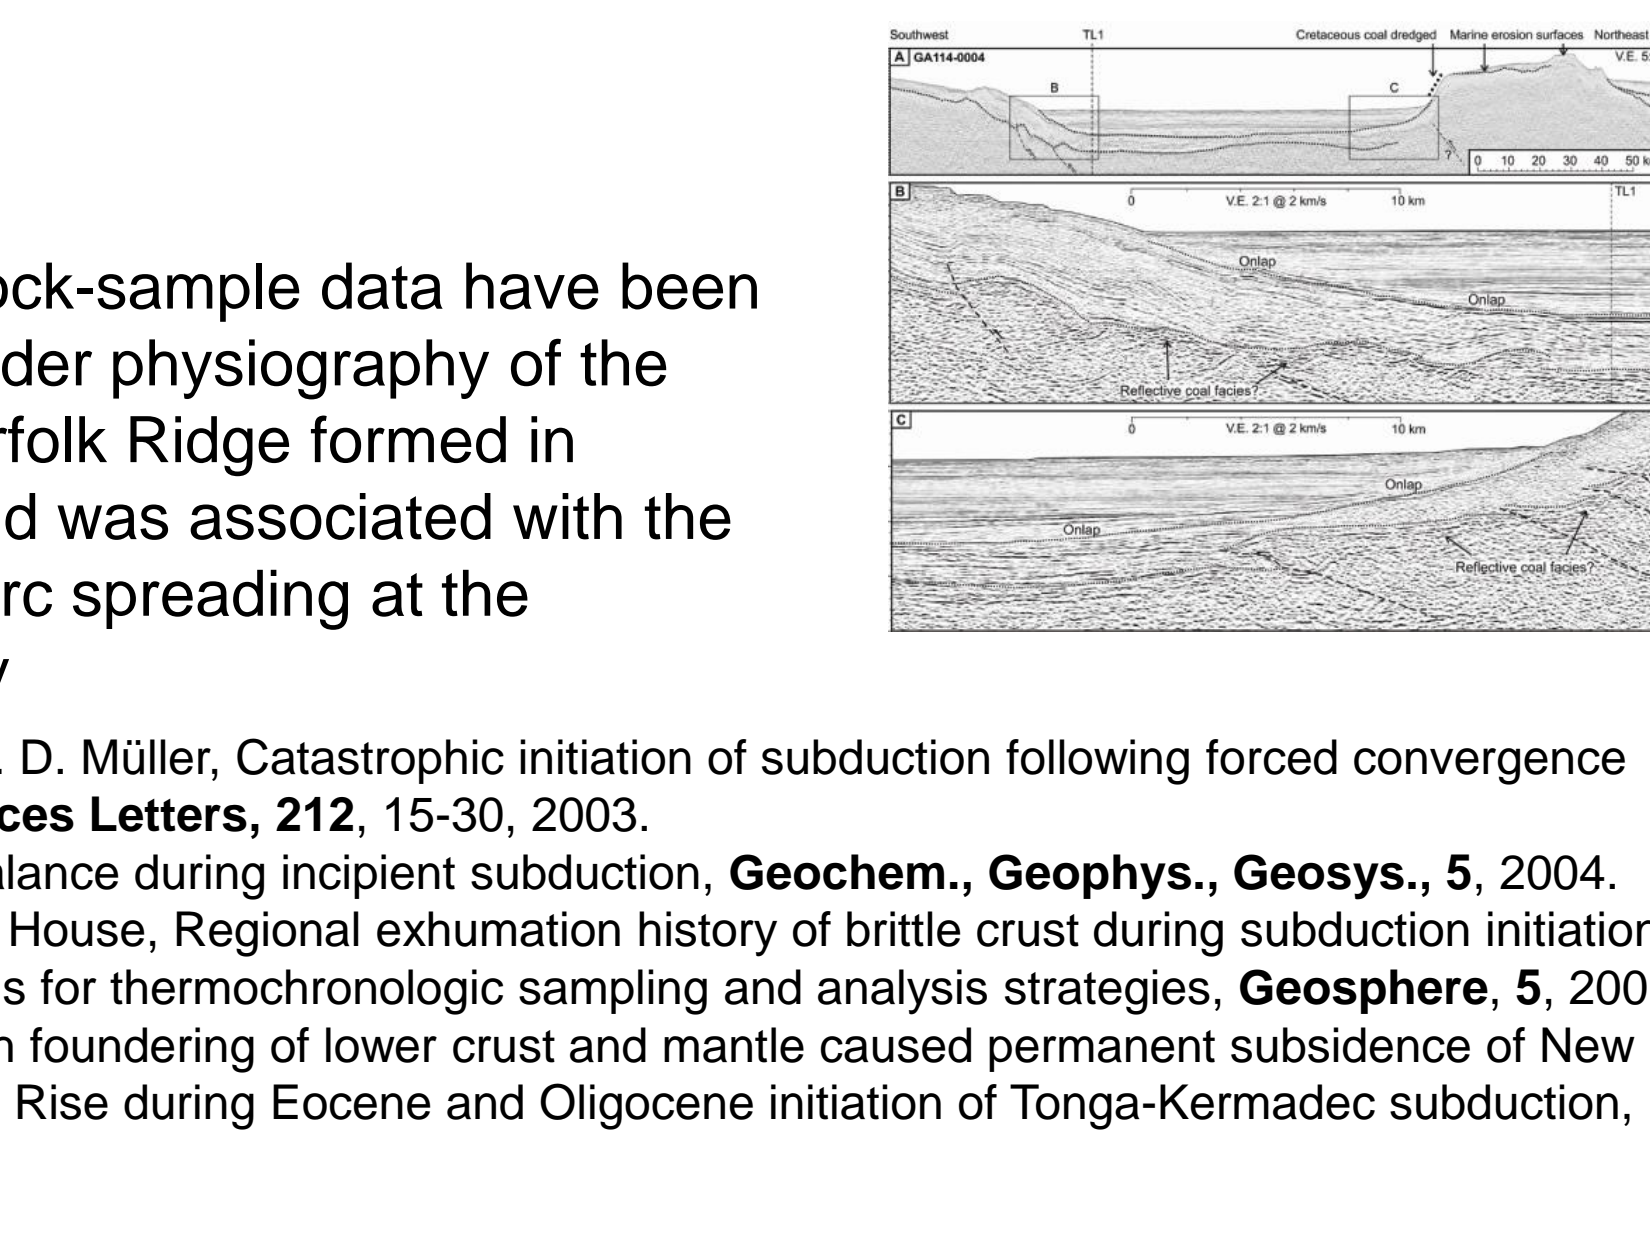 Southwest TL1 Cretaceous coal dredged Marine erosion surfaces Northeast
A GA114-0004 V.E. 5:
B C
?
0 10 20 30 40 50 k
B TL1
0 V.E. 2:1 @ 2 km/s 10 km
Onlap
Onlap
Reflective coal facies?
C
0 V.E. 2:1 @ 2 km/s 10 km
Onlap
Onlap
Reflective coal facies?
ock-sample data have been
der physiography of the
rfolk Ridge formed in
d was associated with the
rc spreading at the
y
. D. Müller, Catastrophic initiation of subduction following forced convergence
ces Letters, 212, 15-30, 2003.
alance during incipient subduction, Geochem., Geophys., Geosys., 5, 2004.
House, Regional exhumation history of brittle crust during subduction initiation
s for thermochronologic sampling and analysis strategies, Geosphere, 5, 200
n foundering of lower crust and mantle caused permanent subsidence of New
Rise during Eocene and Oligocene initiation of Tonga-Kermadec subduction,